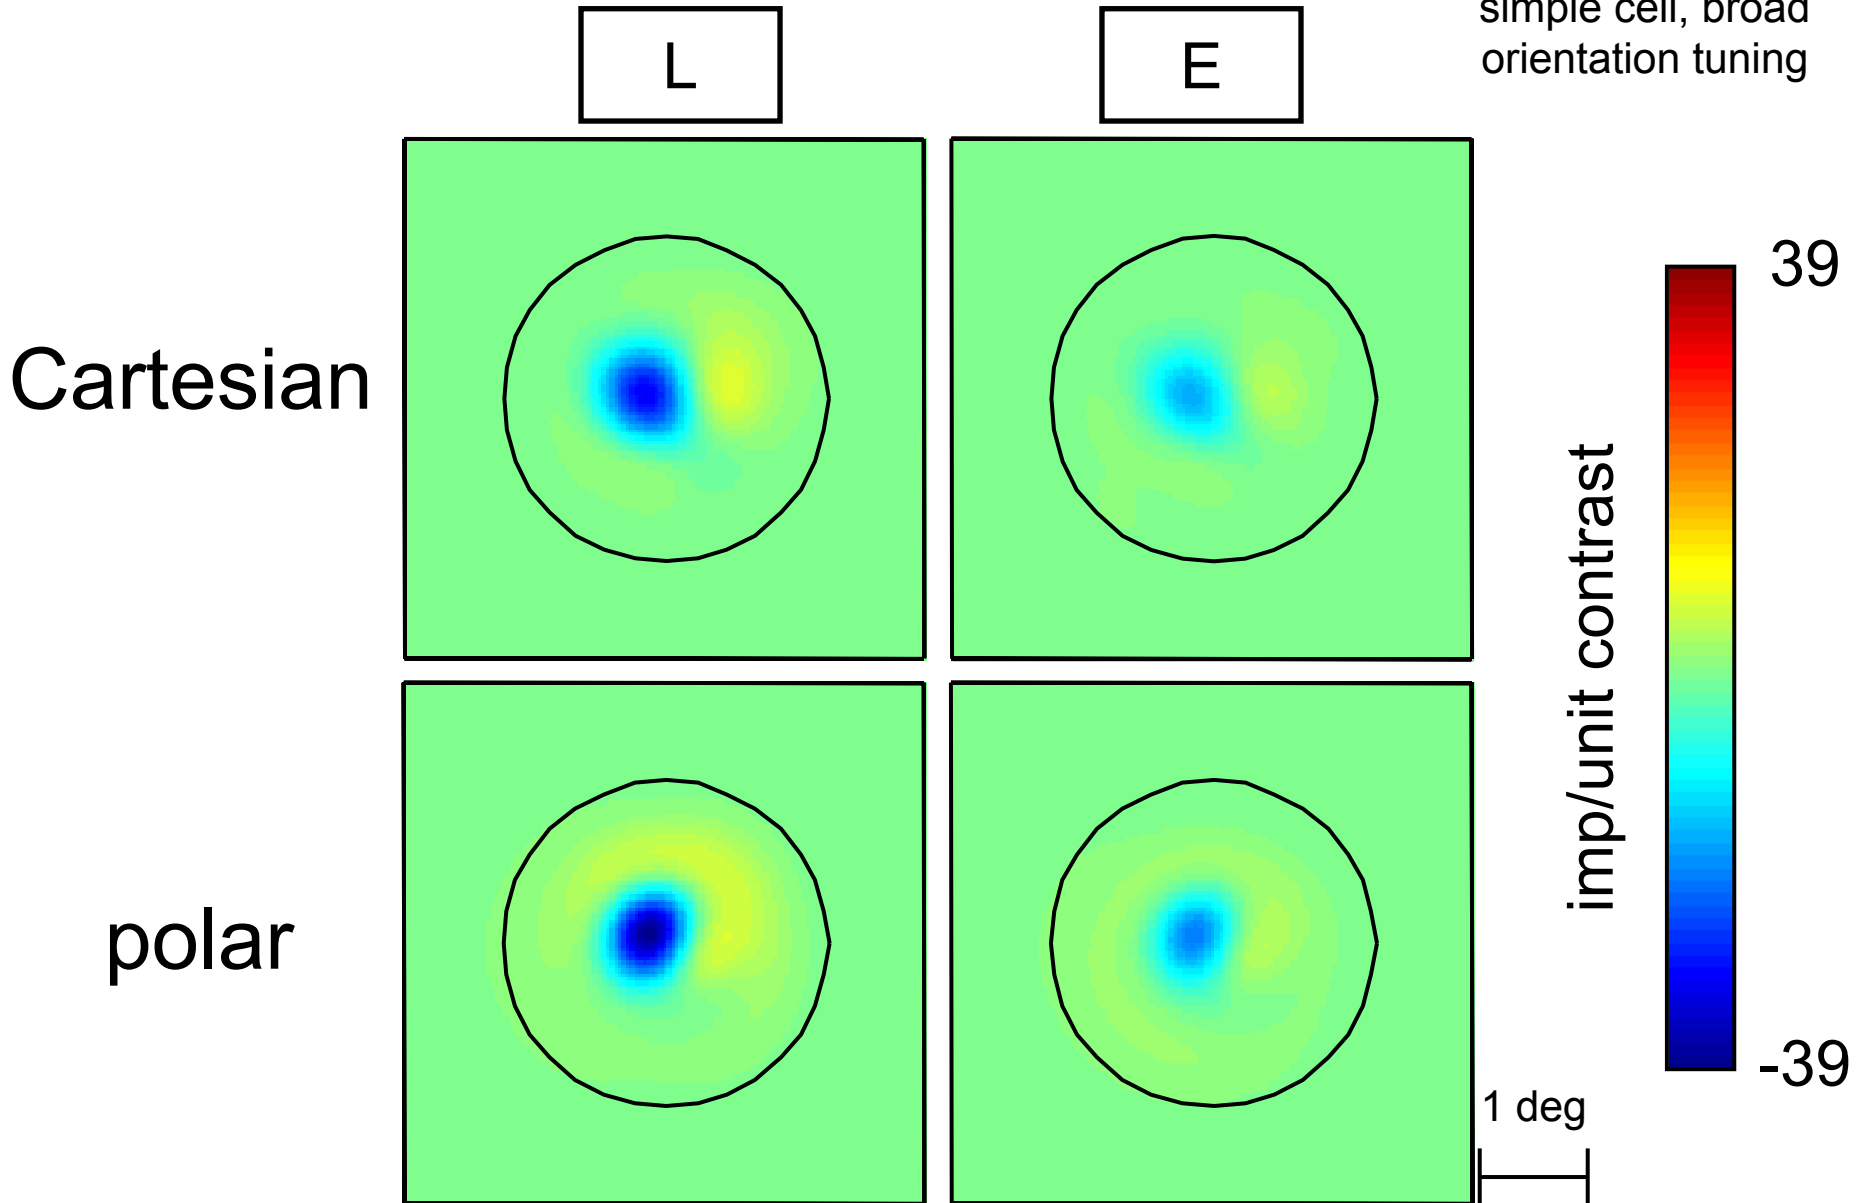 simple cell, broad
orientation tuning
L
E
Cartesian
polar
39
imp/unit contrast
-39
1 deg